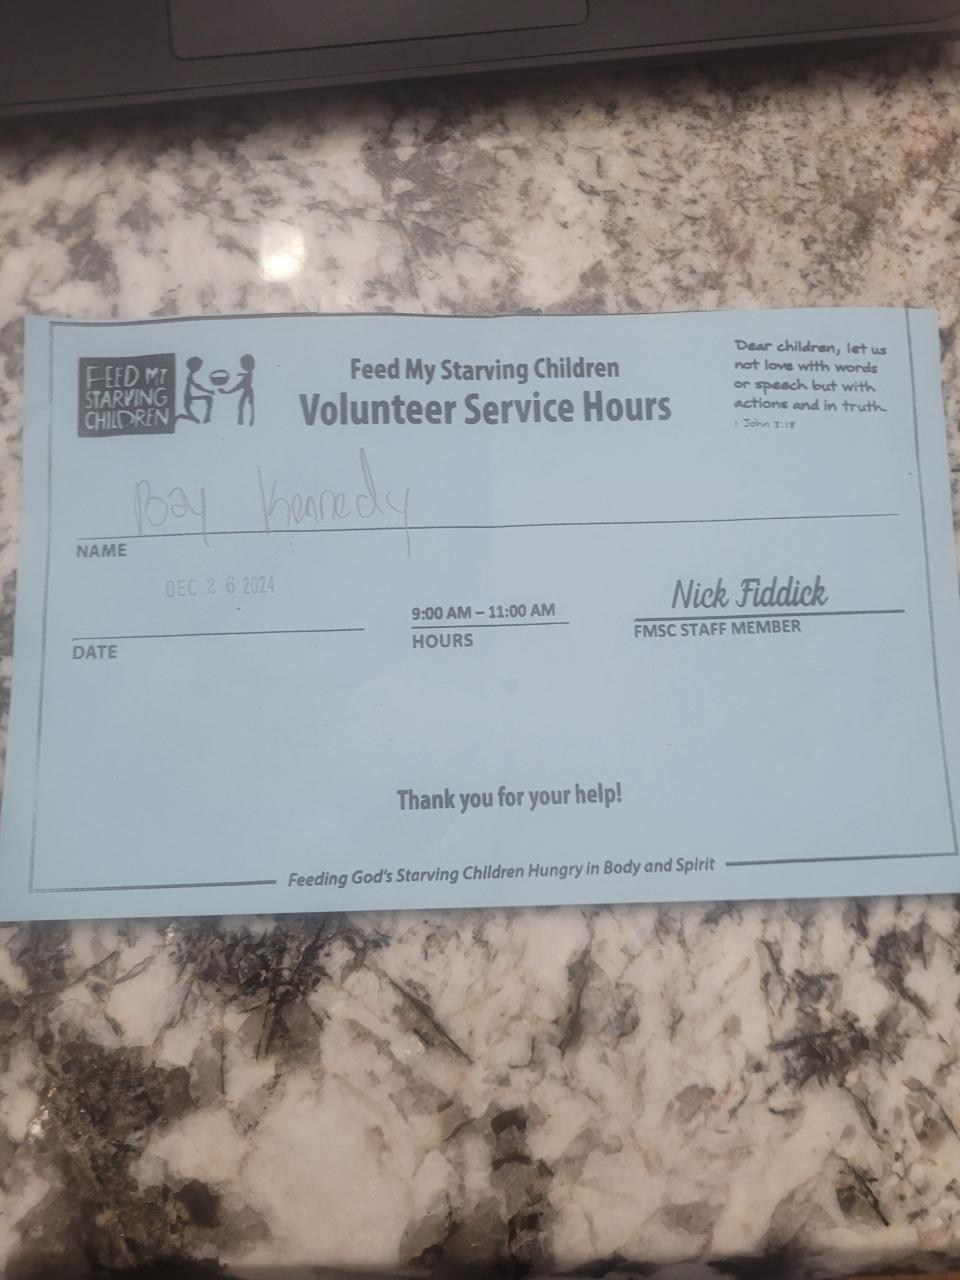 FEED MY
STARVING
CHILDREN
Feed My Starving Children
Volunteer Service Hours
Dear children, let us
not love with words
or speech but with
actions and in truth.
1 John 3:18
Bay Kennedy
NAME
DEC 26 2024
DATE
9:00 AM – 11:00 AM
HOURS
Nick Fiddick
FMSC STAFF MEMBER
Thank you for your help!
Feeding God's Starving Children Hungry in Body and Spirit